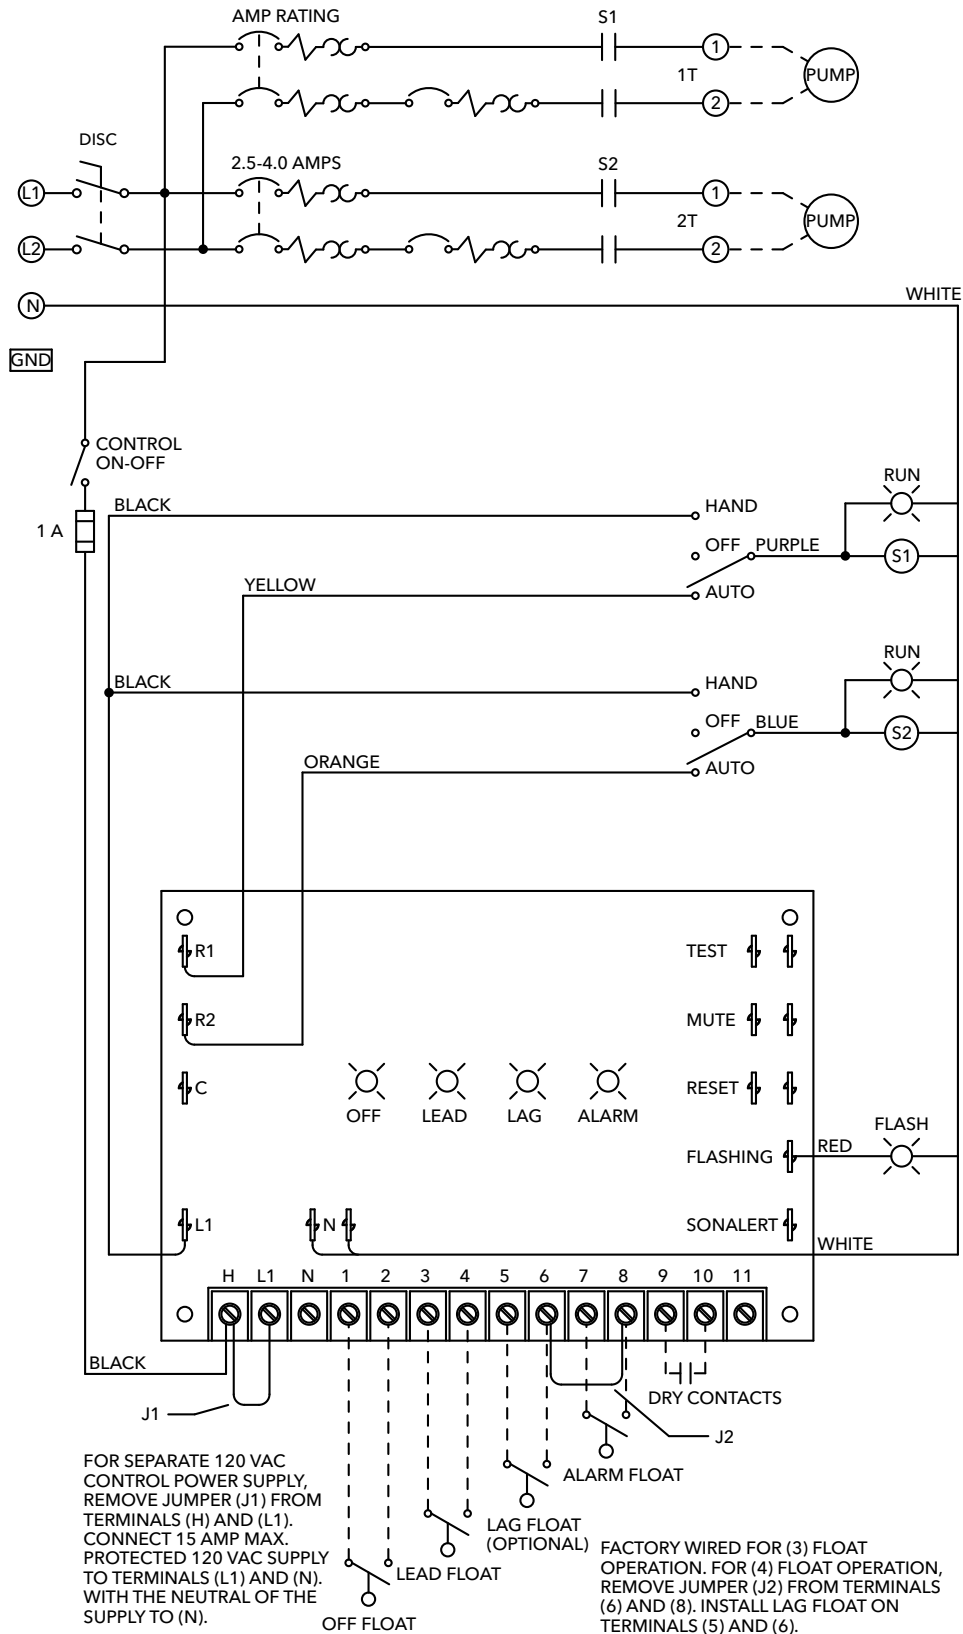 AMP RATING
S1
1
1T
PUMP
2
DISC
2.5-4.0 AMPS
S2
L1
1
2T
PUMP
L2
2
N
WHITE
GND
CONTROL
ON-OFF
1 A
BLACK
HAND
RUN
OFF
PURPLE
S1
YELLOW
AUTO
BLACK
HAND
RUN
OFF
BLUE
S2
ORANGE
AUTO
R1
TEST
R2
MUTE
C
RESET
OFF
LEAD
LAG
ALARM
FLASH
FLASHING
RED
L1
N
SONALERT
WHITE
H L1 N 1 2 3 4 5 6 7 8 9 10 11
BLACK
J1
DRY CONTACTS
J2
ALARM FLOAT
LAG FLOAT
(OPTIONAL)
LEAD FLOAT
OFF FLOAT
FOR SEPARATE 120 VAC
CONTROL POWER SUPPLY,
REMOVE JUMPER (J1) FROM
TERMINALS (H) AND (L1).
CONNECT 15 AMP MAX.
PROTECTED 120 VAC SUPPLY
TO TERMINALS (L1) AND (N).
WITH THE NEUTRAL OF THE
SUPPLY TO (N).
FACTORY WIRED FOR (3) FLOAT
OPERATION. FOR (4) FLOAT OPERATION,
REMOVE JUMPER (J2) FROM TERMINALS
(6) AND (8). INSTALL LAG FLOAT ON
TERMINALS (5) AND (6).